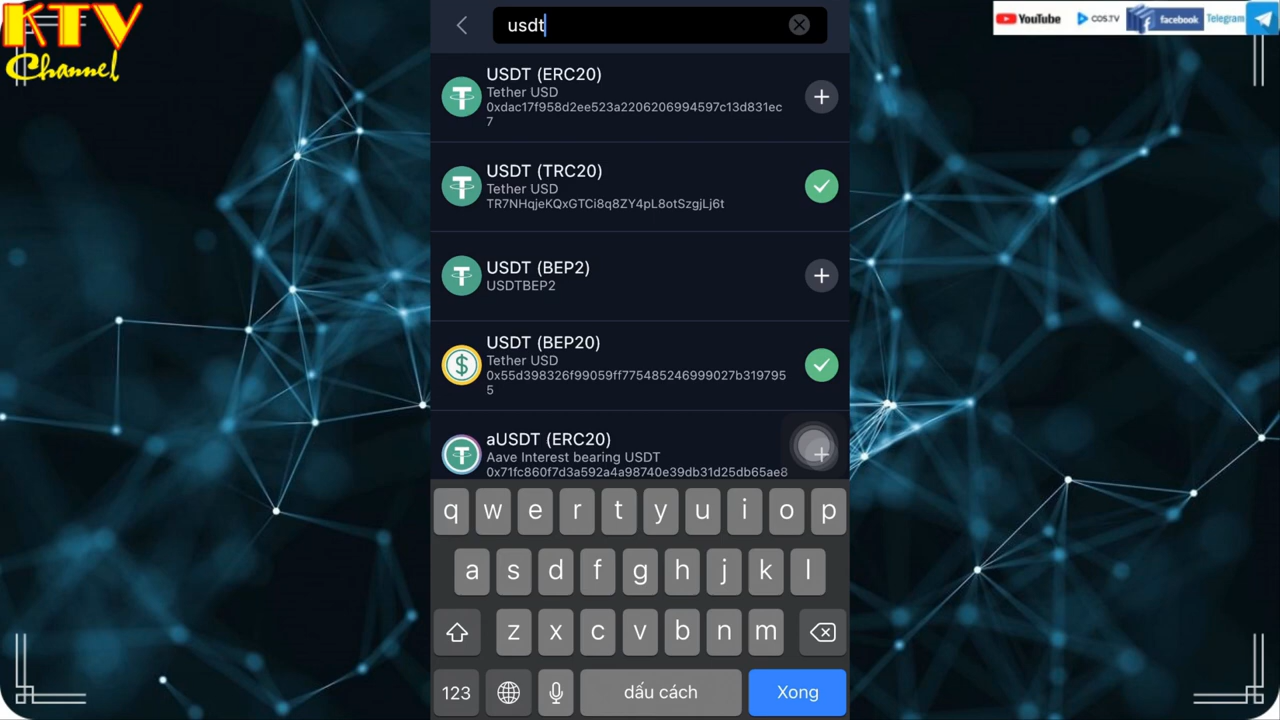 KTV
Channel
YouTube
COS.TV
facebook
Telegram
usdt
USDT (ERC20)
Tether USD
0xdac17f958d2ee523a2206206994597c13d831ec
7
USDT (TRC20)
Tether USD
TR7NHqjeKQxGTCi8q8ZY4pL8otSzgjLj6t
USDT (BEP2)
USDTBEP2
USDT (BEP20)
Tether USD
0x55d398326f99059ff775485246999027b319795
5
aUSDT (ERC20)
Aave Interest bearing USDT
0x71fc860f7d3a592a4a98740e39db31d25db65ae8
q w e r t y u i o p
a s d f g h j k l
z x c v b n m
123
dấu cách
Xong